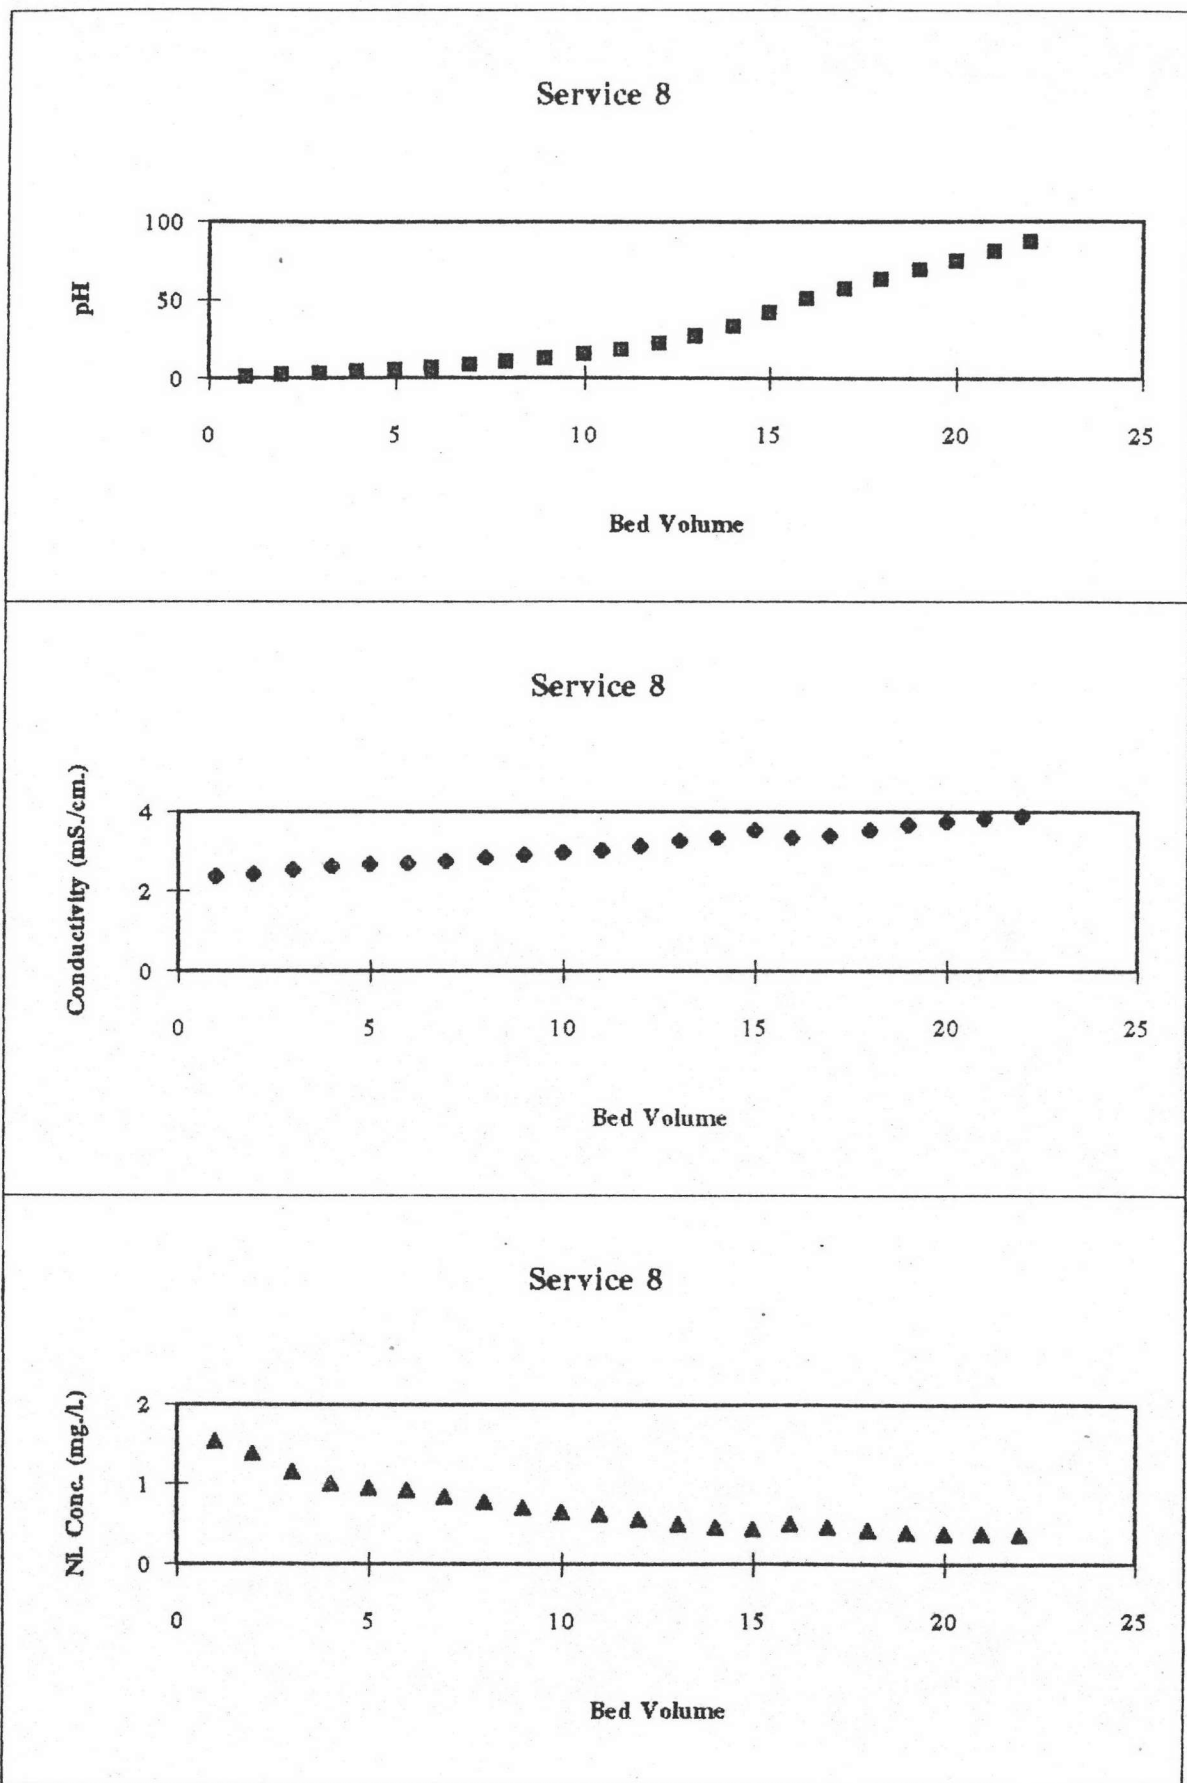 Service 8
100
50
0
pH
0 5 10 15 20 25
Bed Volume
Service 8
4
2
0
Conductivity (mS./cm.)
0 5 10 15 20 25
Bed Volume
Service 8
2
1
0
NI. Conc. (mg./l.)
0 5 10 15 20 25
Bed Volume